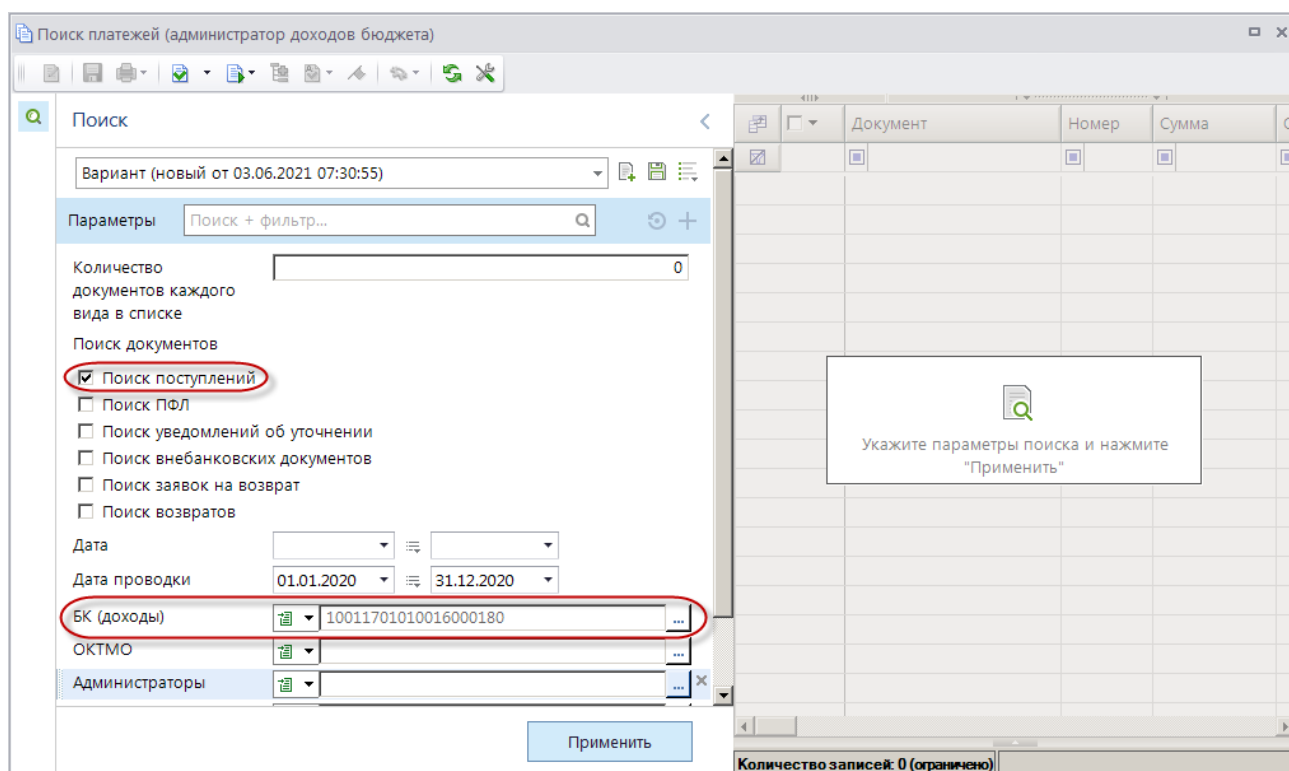 Поиск платежей (администратор доходов бюджета)
Поиск
Вариант (новый от 03.06.2021 07:30:55)
Параметры
Поиск + фильтр...
Количество
документов каждого
вида в списке
0
Поиск документов
Поиск поступлений
Поиск ПФЛ
Поиск уведомлений об уточнении
Поиск внебанковских документов
Поиск заявок на возврат
Поиск возвратов
Дата
Дата проводки 01.01.2020 31.12.2020
БК (доходы) 10011701010016000180 ...
ОКТМО ...
Администраторы ...
Применить
Документ Номер Сумма
Укажите параметры поиска и нажмите
"Применить"
Количество записей: 0 (ограничено)